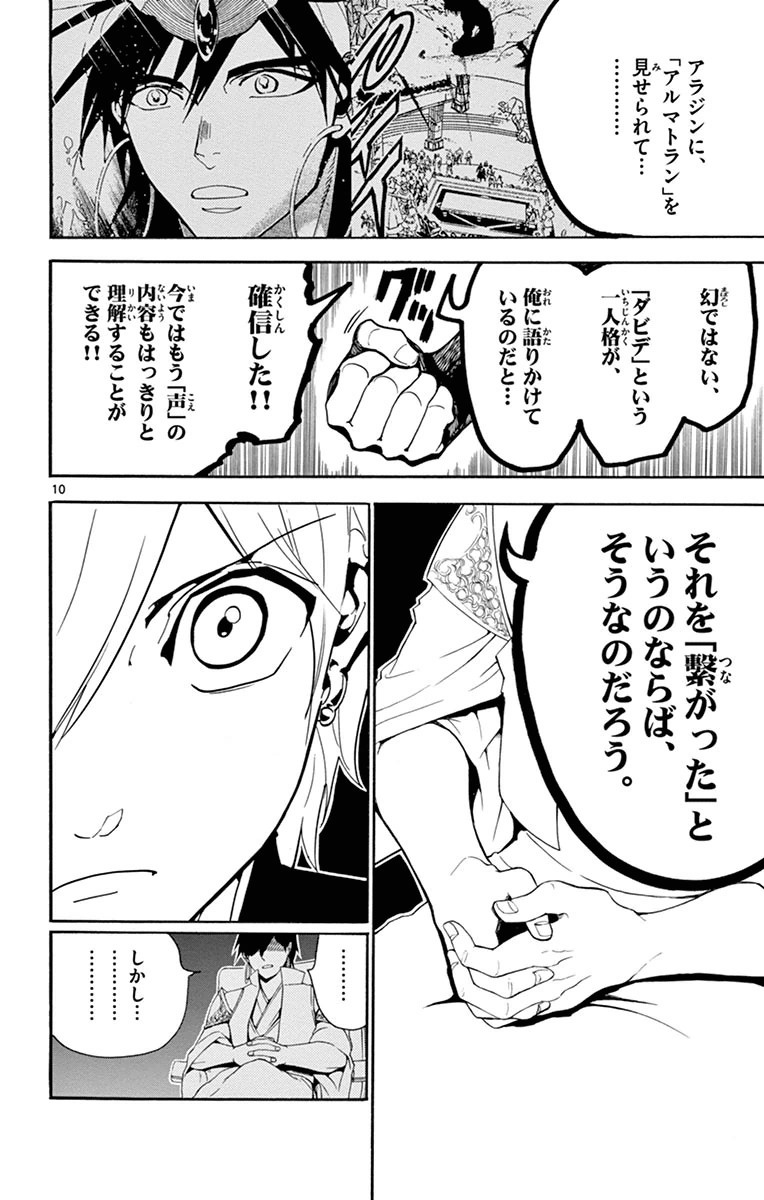 アラジンに、
「アルマトラン」を
見せられて…
…………
幻ではない、
「ダビデ」という
一人格が、
俺に語りかけて
いるのだと…
確信した!!
今ではもう「声」の
内容もはっきりと
理解することが
できる!!
10
それを「繋がった」と
いうのならば、
そうなのだろう。
……
しかし…
…………
…………